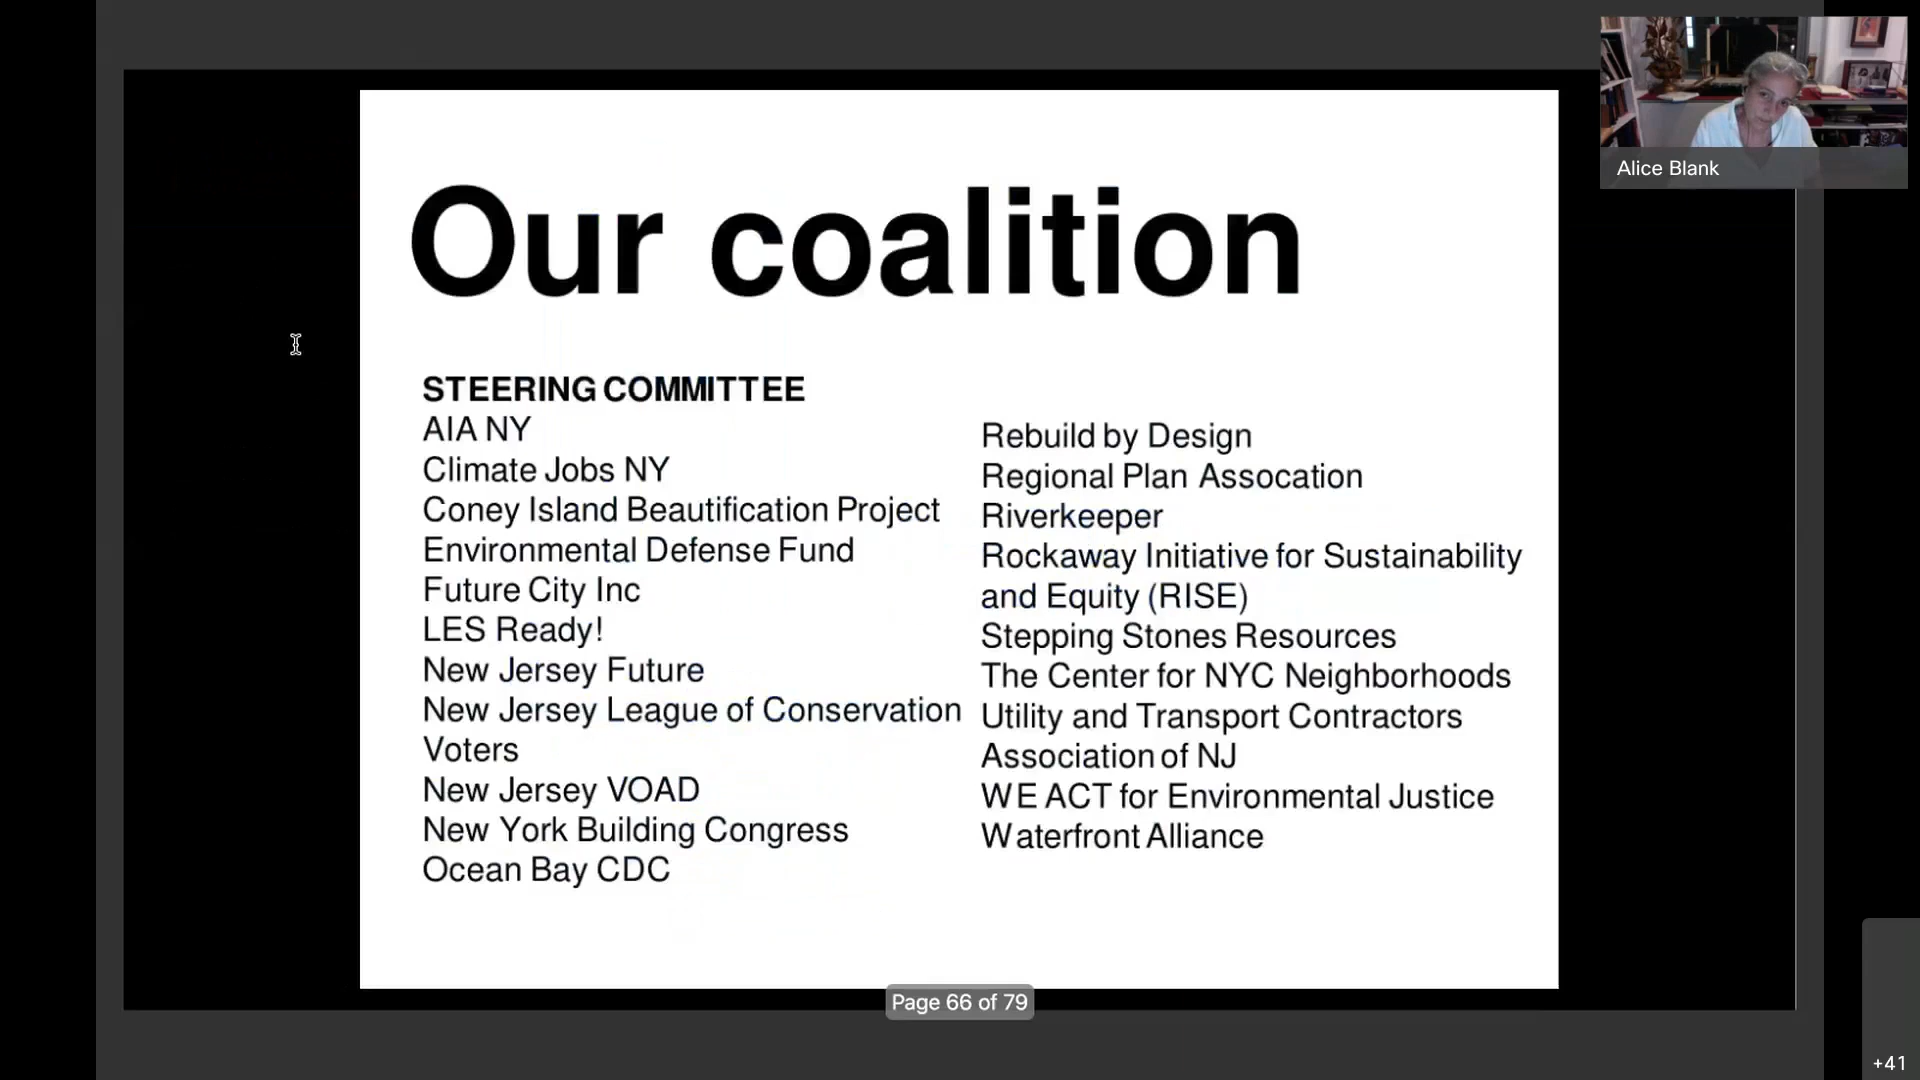 Our coalition
STEERING COMMITTEE
AIA NY
Climate Jobs NY
Coney Island Beautification Project
Environmental Defense Fund
Future City Inc
LES Ready!
New Jersey Future
New Jersey League of Conservation
Voters
New Jersey VOAD
New York Building Congress
Ocean Bay CDC
Rebuild by Design
Regional Plan Assocation
Riverkeeper
Rockaway Initiative for Sustainability
and Equity (RISE)
Stepping Stones Resources
The Center for NYC Neighborhoods
Utility and Transport Contractors
Association of NJ
WE ACT for Environmental Justice
Waterfront Alliance
Page 66 of 79
Alice Blank
+41